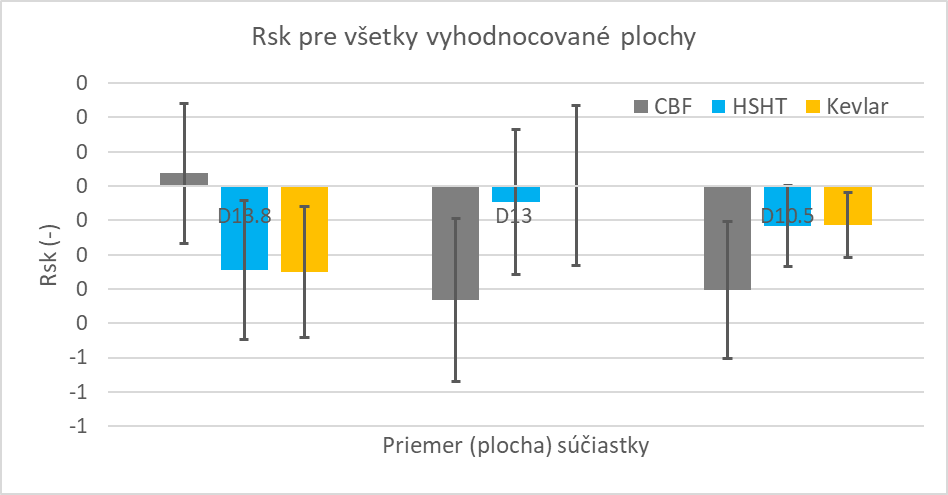 Rsk pre všetky vyhodnocované plochy
0
0
0
0
0
0
0
0
-1
-1
-1
Rsk (-)
CBF HSHT Kevlar
D13.8 D13 D10.5
Priemer (plocha) súčiastky